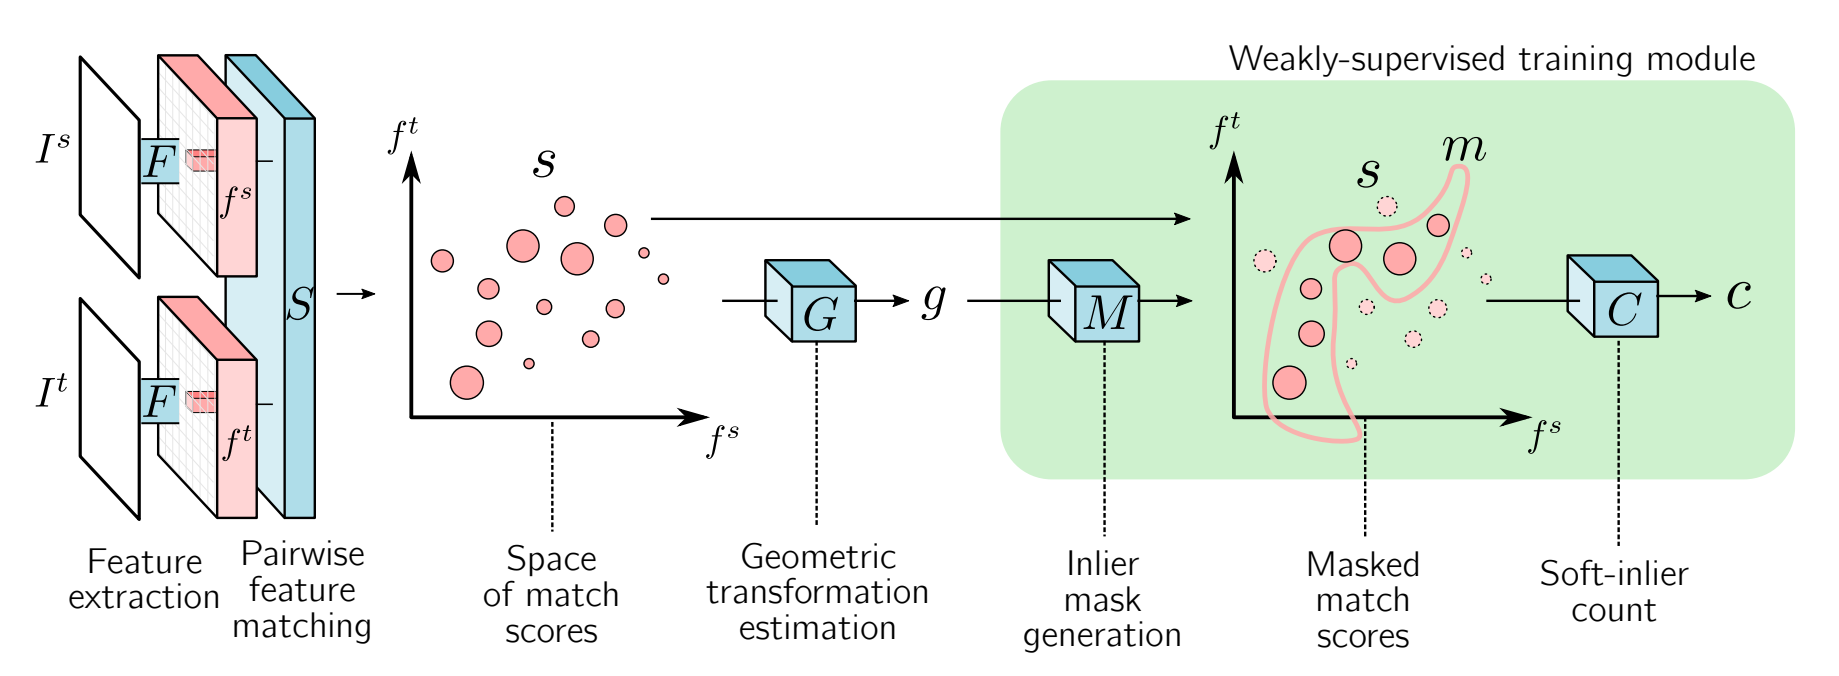 Weakly-supervised training module
I^s
F
f^s
I^t
F
f^t
S
f^t
s
f^s
G
g
M
f^t
s
m
f^s
C
c
Feature
extraction
Pairwise
feature
matching
Space
of match
scores
Geometric
transformation
estimation
Inlier
mask
generation
Masked
match
scores
Soft-inlier
count